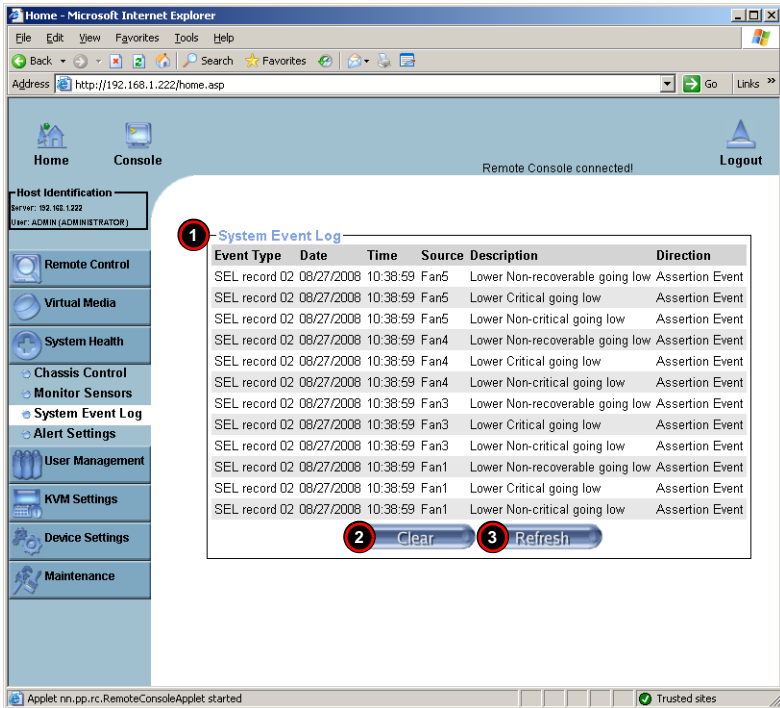 Home - Microsoft Internet Explorer
File Edit View Favorites Tools Help
Back Search Favorites
Address http://192.168.1.222/home.asp Go Links »
Home Console Remote Console connected! Logout
Host Identification
Server: 192.168.1.222
User: ADMIN (ADMINISTRATOR)
Remote Control
Virtual Media
System Health
Chassis Control
Monitor Sensors
System Event Log
Alert Settings
User Management
KVM Settings
Device Settings
Maintenance
1 System Event Log
Event Type Date Time Source Description Direction
SEL record 02 08/27/2008 10:38:59 Fan5 Lower Non-recoverable going low Assertion Event
SEL record 02 08/27/2008 10:38:59 Fan5 Lower Critical going low Assertion Event
SEL record 02 08/27/2008 10:38:59 Fan5 Lower Non-critical going low Assertion Event
SEL record 02 08/27/2008 10:38:59 Fan4 Lower Non-recoverable going low Assertion Event
SEL record 02 08/27/2008 10:38:59 Fan4 Lower Critical going low Assertion Event
SEL record 02 08/27/2008 10:38:59 Fan4 Lower Non-critical going low Assertion Event
SEL record 02 08/27/2008 10:38:59 Fan3 Lower Non-recoverable going low Assertion Event
SEL record 02 08/27/2008 10:38:59 Fan3 Lower Critical going low Assertion Event
SEL record 02 08/27/2008 10:38:59 Fan3 Lower Non-critical going low Assertion Event
SEL record 02 08/27/2008 10:38:59 Fan1 Lower Non-recoverable going low Assertion Event
SEL record 02 08/27/2008 10:38:59 Fan1 Lower Critical going low Assertion Event
SEL record 02 08/27/2008 10:38:59 Fan1 Lower Non-critical going low Assertion Event
2 Clear 3 Refresh
Applet nn.pp.rc.RemoteConsoleApplet started Trusted sites